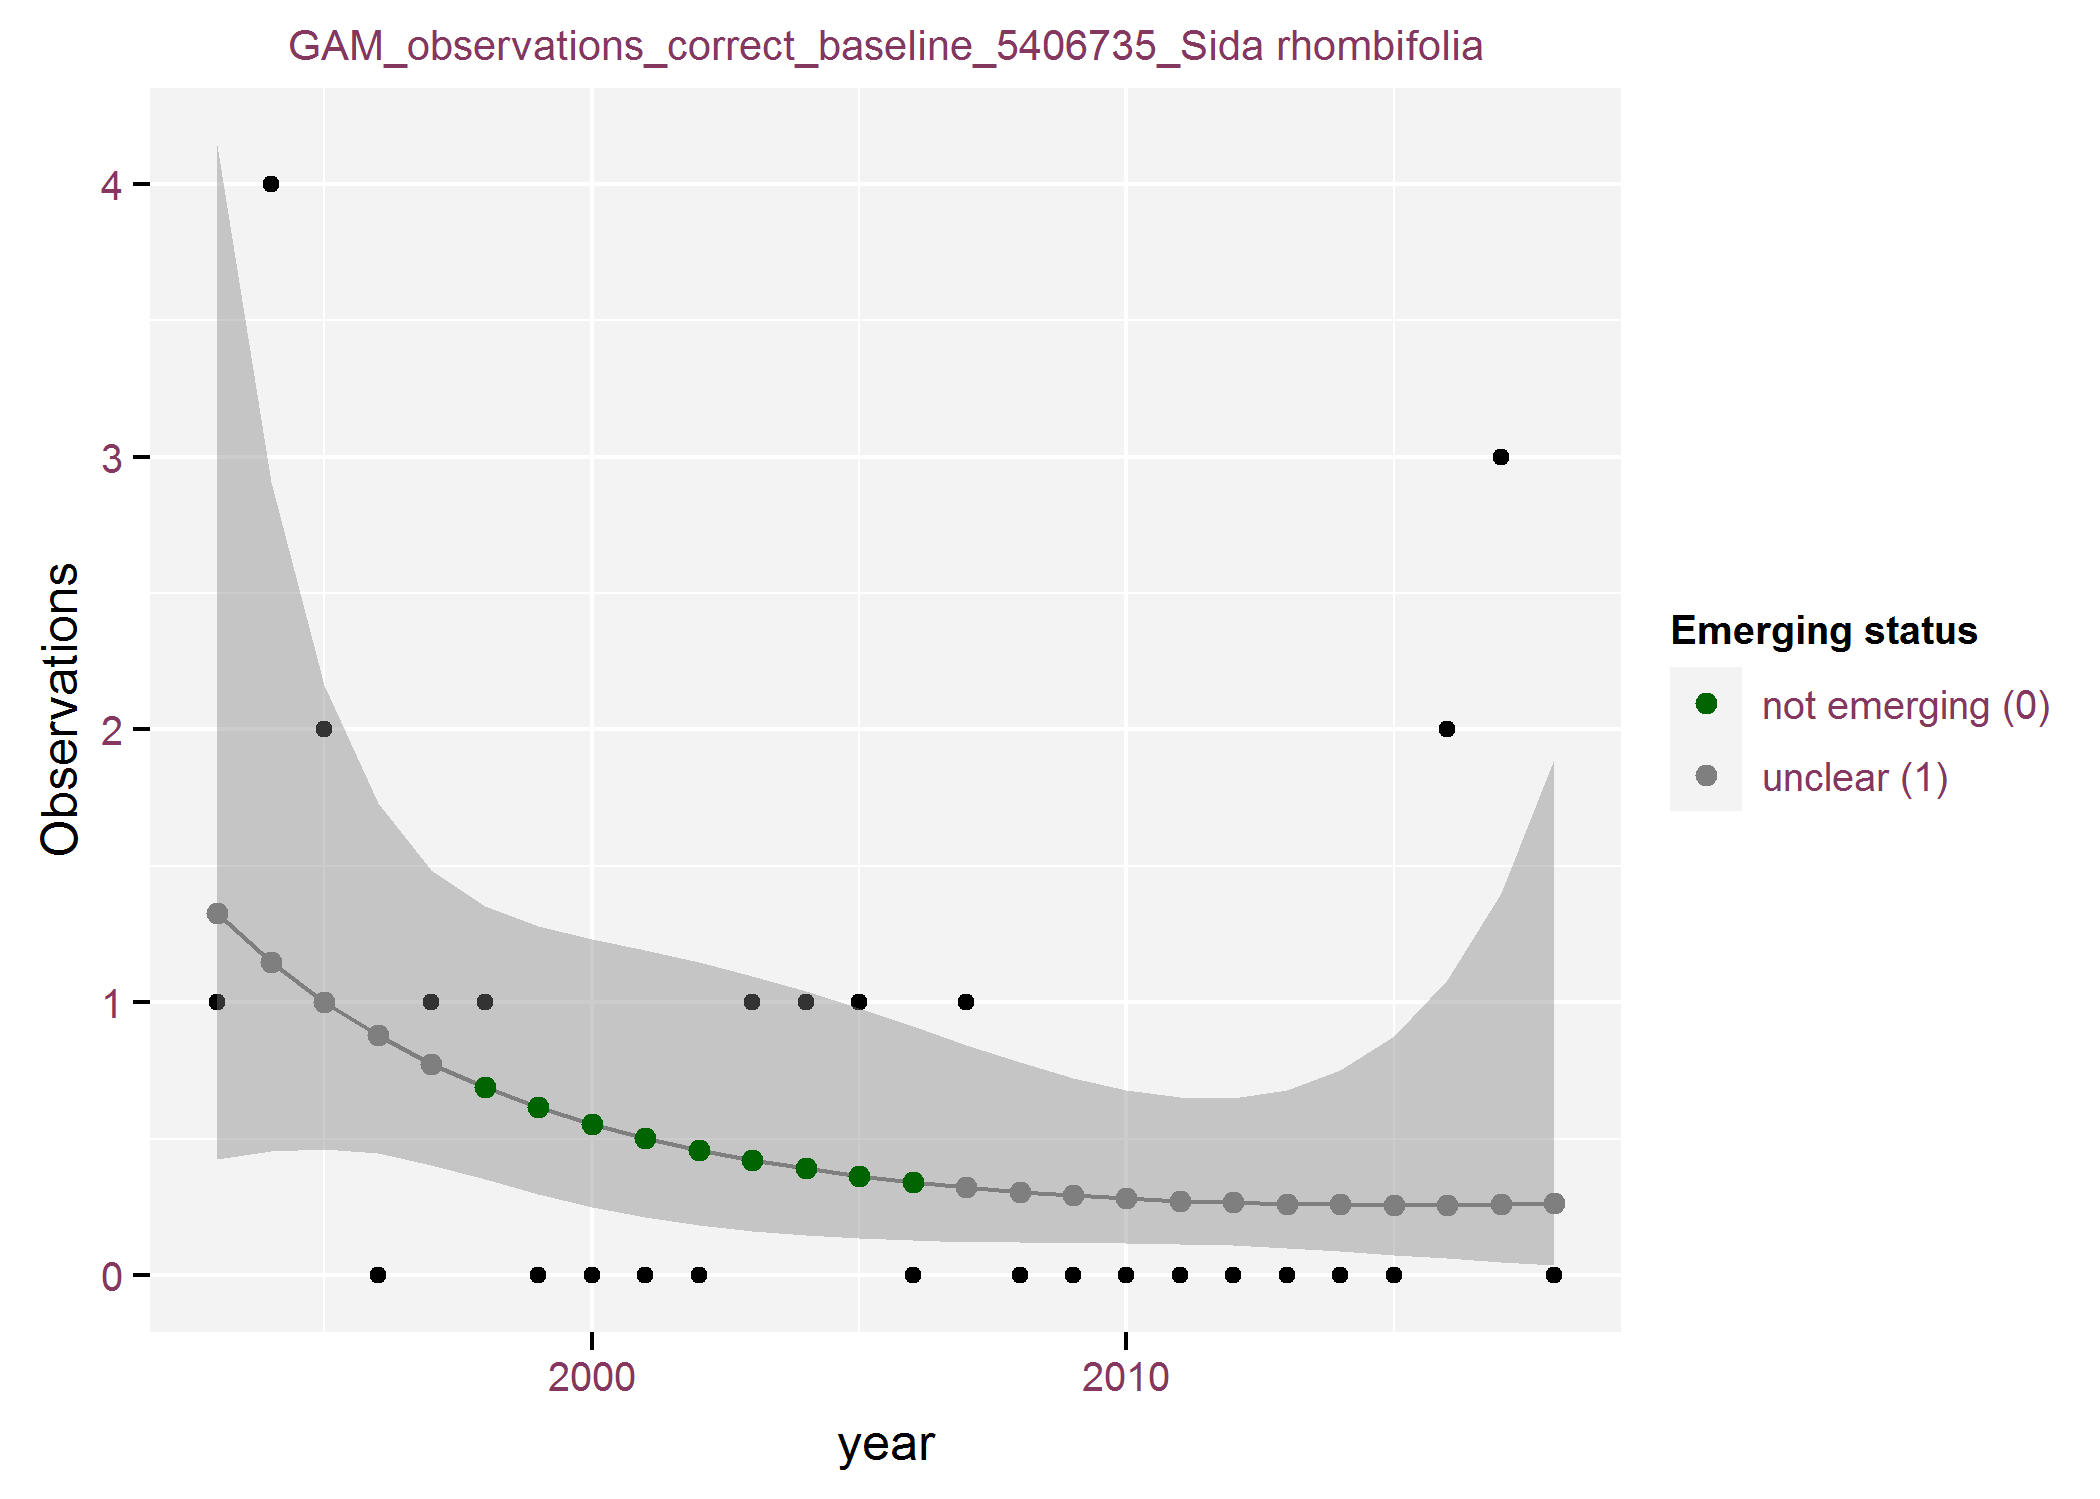 GAM_observations_correct_baseline_5406735_Sida rhombifolia
4
3
2
1
0
Observations
2000
2010
year
Emerging status
not emerging (0)
unclear (1)